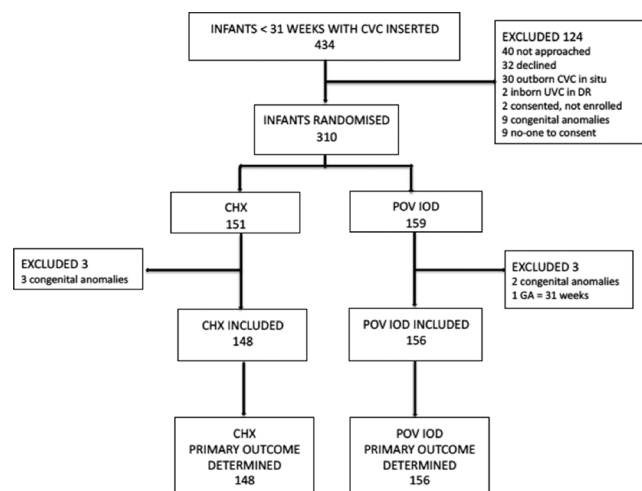 INFANTS < 31 WEEKS WITH CVC INSERTED
434
EXCLUDED 124
40 not approached
32 declined
30 outborn CVC in situ
2 inborn UVC in DR
2 consented, not enrolled
9 congenital anomalies
9 no-one to consent
INFANTS RANDOMISED
310
CHX
151
POV IOD
159
EXCLUDED 3
3 congenital anomalies
EXCLUDED 3
2 congenital anomalies
1 GA = 31 weeks
CHX INCLUDED
148
POV IOD INCLUDED
156
CHX
PRIMARY OUTCOME
DETERMINED
148
POV IOD
PRIMARY OUTCOME
DETERMINED
156